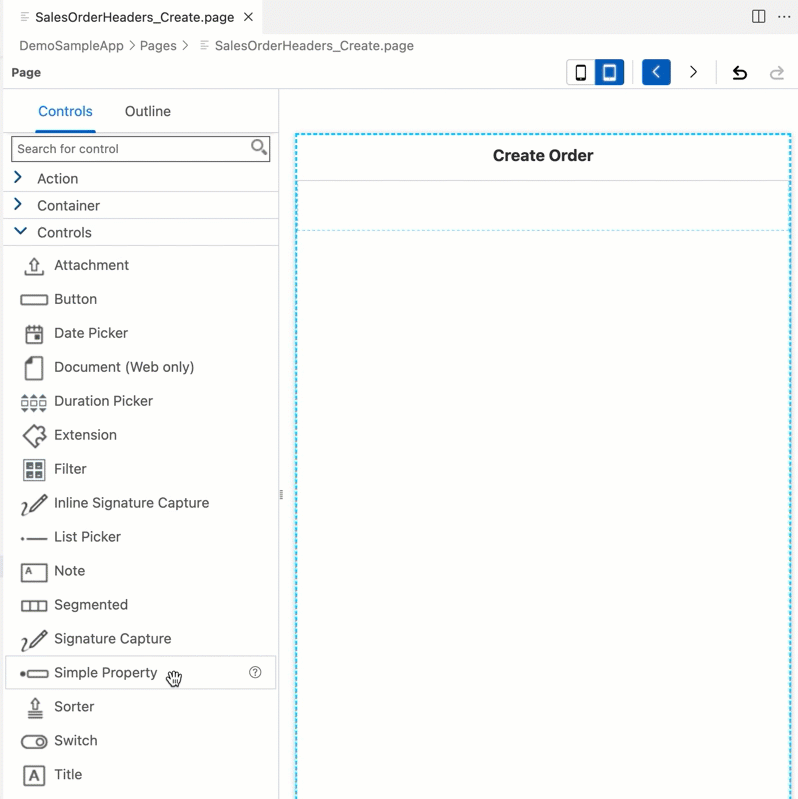 SalesOrderHeaders_Create.page
DemoSampleApp > Pages > SalesOrderHeaders_Create.page
Page
Controls Outline
Search for control
Action
Container
Controls
Attachment
Button
Date Picker
Document (Web only)
Duration Picker
Extension
Filter
Inline Signature Capture
List Picker
Note
Segmented
Signature Capture
Simple Property
Sorter
Switch
Title
Create Order